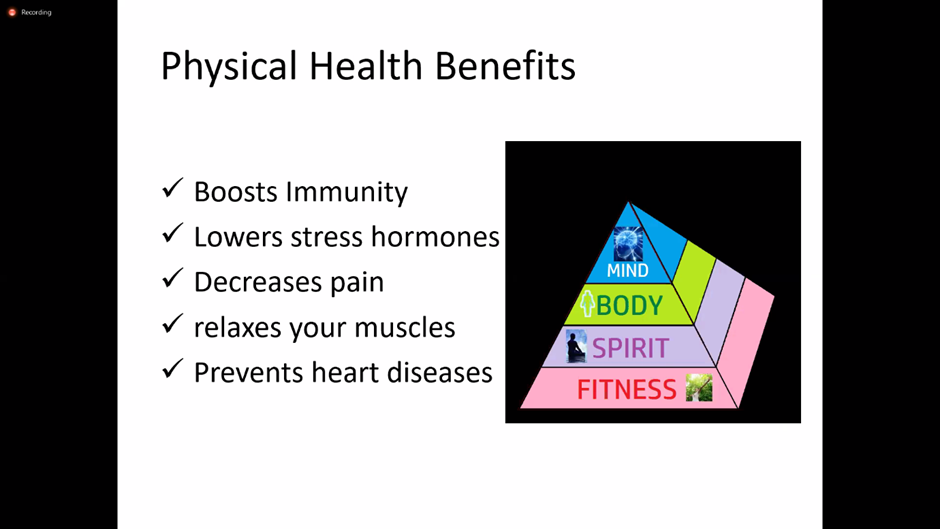 Recording
Physical Health Benefits
✓ Boosts Immunity
✓ Lowers stress hormones
✓ Decreases pain
✓ relaxes your muscles
✓ Prevents heart diseases
MIND
BODY
SPIRIT
FITNESS